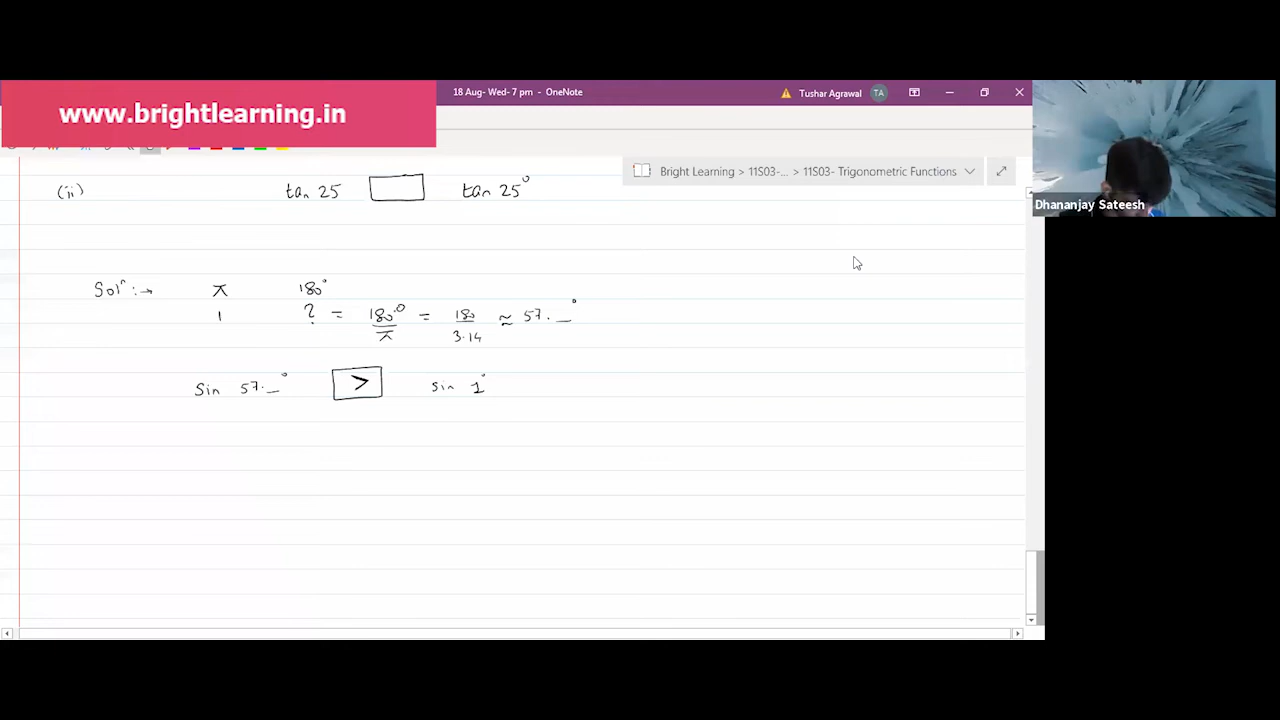 18 Aug- Wed- 7 pm - OneNote
Tushar Agrawal TA
www.brightlearning.in
Bright Learning > 11S03-... > 11S03- Trigonometric Functions
(ii) tan 25 tan 25°
Dhananjay Sateesh
Solⁿ :→ π 180°
1 ? = 180°/π = 180/3.14 ≈ 57._°
sin 57._° > sin 1°